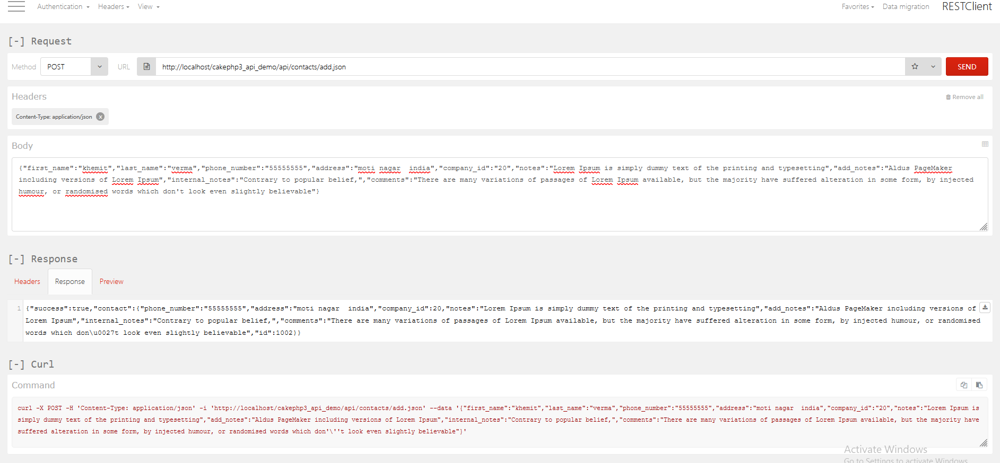 Authentication Headers View Favorites Data migration RESTClient
[-] Request
Method POST URL http://localhost/cakephp3_api_demo/api/contacts/add.json SEND
Headers Remove all
Content-Type: application/json x
Body
{"first_name":"khemit","last_name":"verma","phone_number":"55555555","address":"moti nagar  india","company_id":"20","notes":"Lorem Ipsum is simply dummy text of the printing and typesetting","add_notes":"Aldus PageMaker
including versions of Lorem Ipsum","internal_notes":"Contrary to popular belief,","comments":"There are many variations of passages of Lorem Ipsum available, but the majority have suffered alteration in some form, by injected
humour, or randomised words which don't look even slightly believable"}
[-] Response
Headers Response Preview
1 {"success":true,"contact":{"phone_number":"55555555","address":"moti nagar  india","company_id":20,"notes":"Lorem Ipsum is simply dummy text of the printing and typesetting","add_notes":"Aldus PageMaker including versions of
Lorem Ipsum","internal_notes":"Contrary to popular belief,","comments":"There are many variations of passages of Lorem Ipsum available, but the majority have suffered alteration in some form, by injected humour, or randomised
words which don\u0027t look even slightly believable","id":1002}}
[-] Curl
Command
curl -X POST -H 'Content-Type: application/json' -i 'http://localhost/cakephp3_api_demo/api/contacts/add.json' --data '{"first_name":"khemit","last_name":"verma","phone_number":"55555555","address":"moti nagar  india","company_id":"20","notes":"Lorem Ipsum is
simply dummy text of the printing and typesetting","add_notes":"Aldus PageMaker including versions of Lorem Ipsum","internal_notes":"Contrary to popular belief,","comments":"There are many variations of passages of Lorem Ipsum available, but the majority have
suffered alteration in some form, by injected humour, or randomised words which don'\''t look even slightly believable"}'
Activate Windows
Go to Settings to activate Windows.